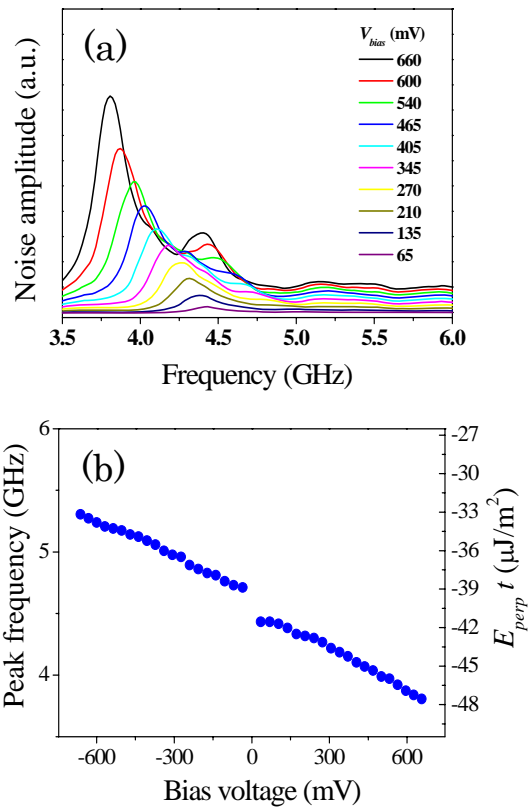 (a)
V_bias (mV)
660
600
540
465
405
345
270
210
135
65
Noise amplitude (a.u.)
3.5 4.0 4.5 5.0 5.5 6.0
Frequency (GHz)
(b)
6
5
4
Peak frequency (GHz)
-27
-30
-33
-36
-39
-42
-45
-48
E_perp t (μJ/m²)
-600 -300 0 300 600
Bias voltage (mV)